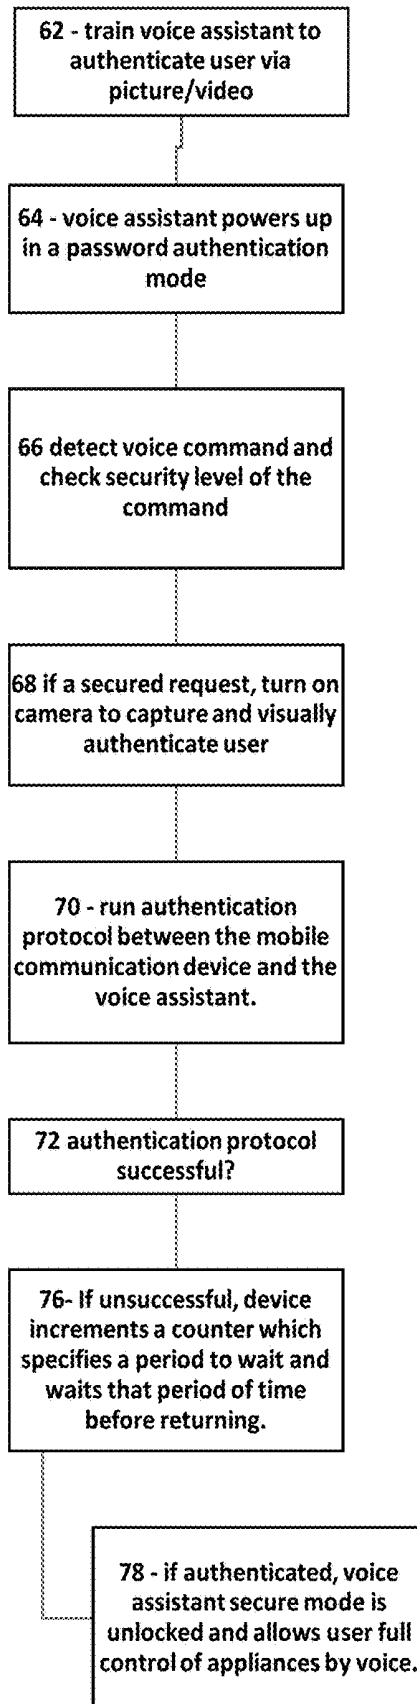 62 - train voice assistant to
authenticate user via
picture/video
64 - voice assistant powers up
in a password authentication
mode
66 detect voice command and
check security level of the
command
68 if a secured request, turn on
camera to capture and visually
authenticate user
70 - run authentication
protocol between the mobile
communication device and the
voice assistant.
72 authentication protocol
successful?
76- If unsuccessful, device
increments a counter which
specifies a period to wait and
waits that period of time
before returning.
78 - if authenticated, voice
assistant secure mode is
unlocked and allows user full
control of appliances by voice.